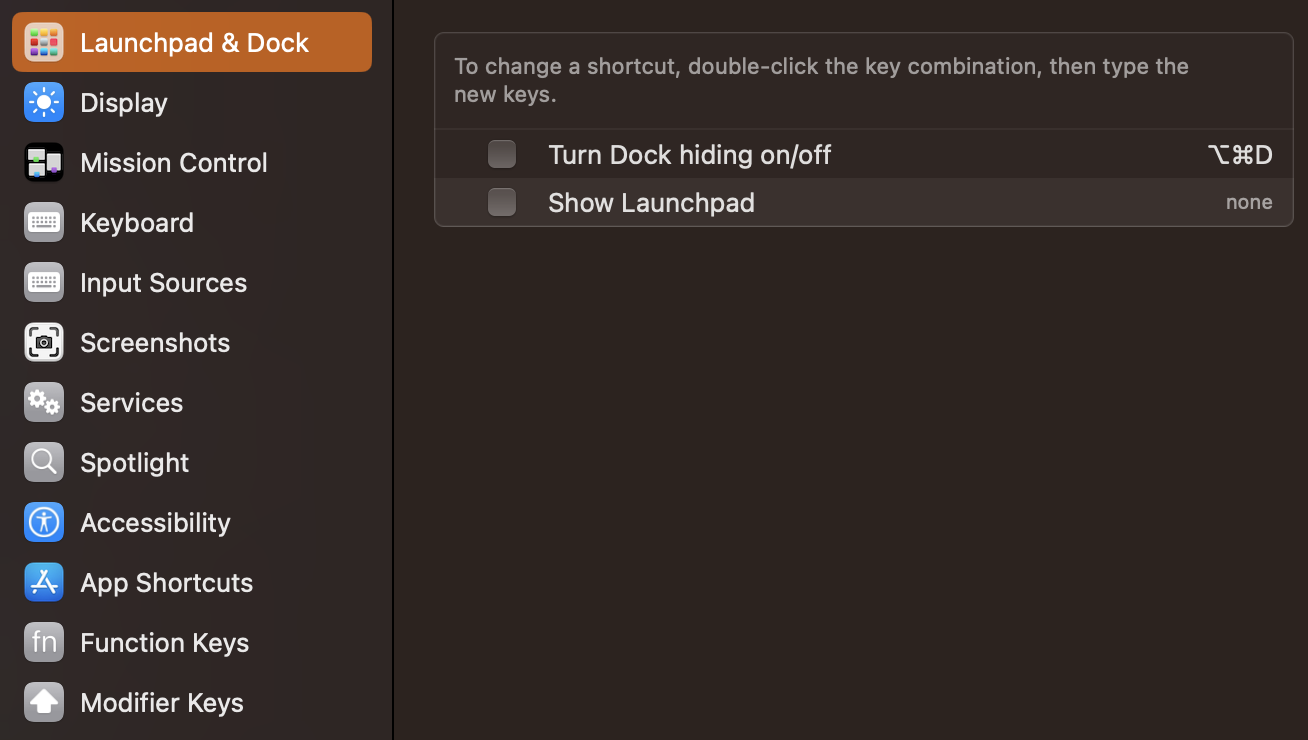 Launchpad & Dock
Display
Mission Control
Keyboard
Input Sources
Screenshots
Services
Spotlight
Accessibility
App Shortcuts
fn Function Keys
Modifier Keys
To change a shortcut, double-click the key combination, then type the
new keys.
Turn Dock hiding on/off ⌥⌘D
Show Launchpad none